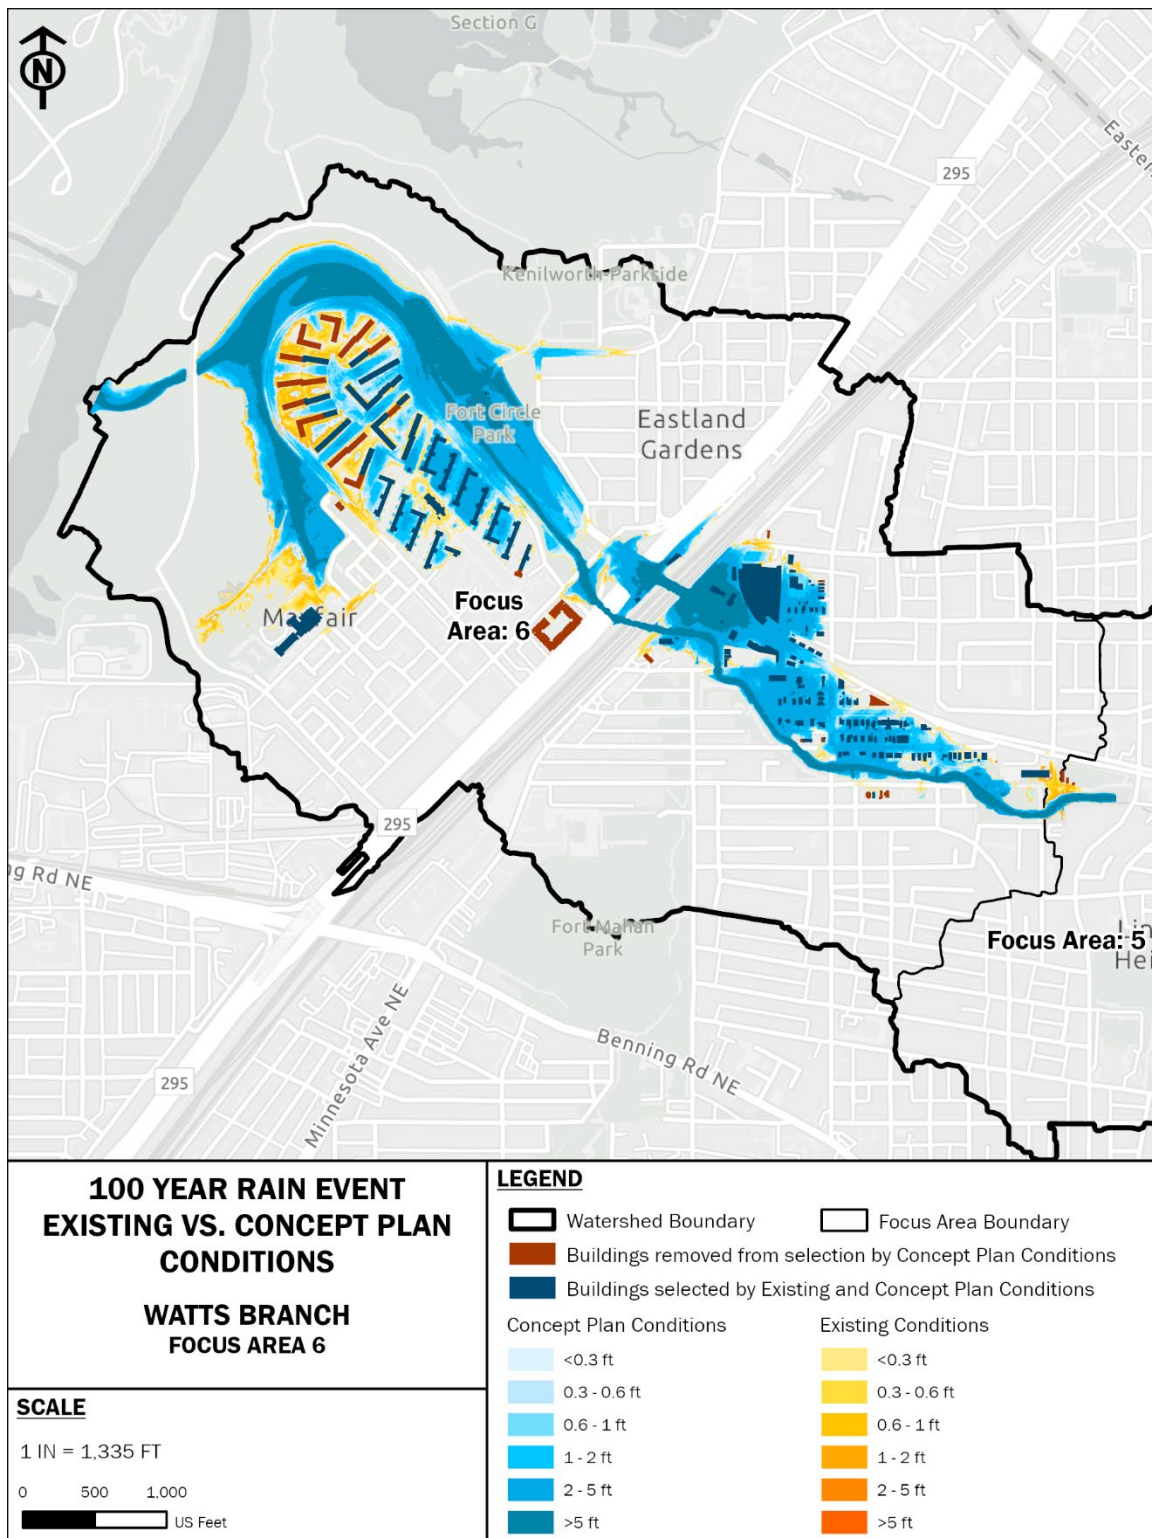 Section G
N
295
Eastern
Kenilworth-Parkside
Fort Circle
Park
Eastland
Gardens
Focus
Area: 6
Mayfair
295
ng Rd NE
Fort Mahan
Park
Focus Area: 5
Lin
Hei
Benning Rd NE
Minnesota Ave NE
295
100 YEAR RAIN EVENT
EXISTING VS. CONCEPT PLAN
CONDITIONS
WATTS BRANCH
FOCUS AREA 6
SCALE
1 IN = 1,335 FT
0 500 1,000
US Feet
LEGEND
Watershed Boundary Focus Area Boundary
Buildings removed from selection by Concept Plan Conditions
Buildings selected by Existing and Concept Plan Conditions
Concept Plan Conditions Existing Conditions
<0.3 ft <0.3 ft
0.3 - 0.6 ft 0.3 - 0.6 ft
0.6 - 1 ft 0.6 - 1 ft
1 - 2 ft 1 - 2 ft
2 - 5 ft 2 - 5 ft
>5 ft >5 ft